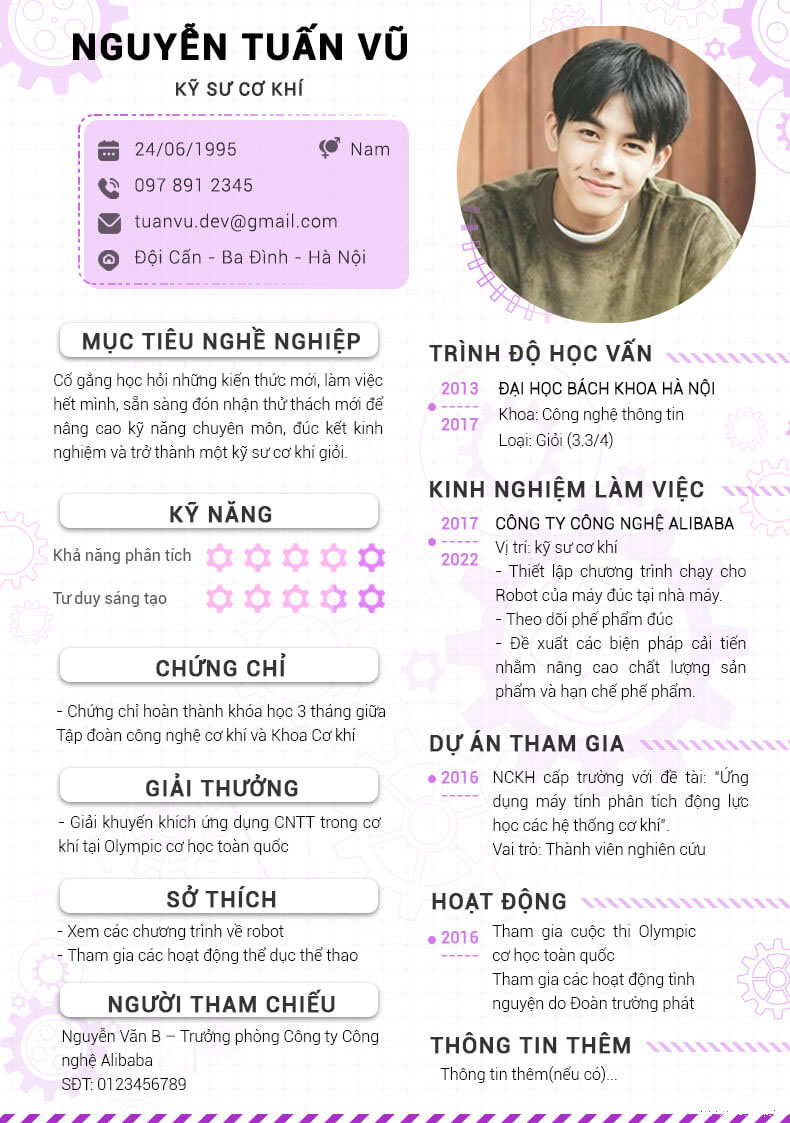 NGUYỄN TUẤN VŨ
KỸ SƯ CƠ KHÍ
24/06/1995
Nam
097 891 2345
tuanvu.dev@gmail.com
Đội Cấn - Ba Đình - Hà Nội
MỤC TIÊU NGHỀ NGHIỆP
Cố gắng học hỏi những kiến thức mới, làm việc
hết mình, sẵn sàng đón nhận thử thách mới để
nâng cao kỹ năng chuyên môn, đúc kết kinh
nghiệm và trở thành một kỹ sư cơ khí giỏi.
KỸ NĂNG
Khả năng phân tích
Tư duy sáng tạo
CHỨNG CHỈ
- Chứng chỉ hoàn thành khóa học 3 tháng giữa
Tập đoàn công nghệ cơ khí và Khoa Cơ khí
GIẢI THƯỞNG
- Giải khuyến khích ứng dụng CNTT trong cơ
khí tại Olympic cơ học toàn quốc
SỞ THÍCH
- Xem các chương trình về robot
- Tham gia các hoạt động thể dục thể thao
NGƯỜI THAM CHIẾU
Nguyễn Văn B – Trưởng phòng Công ty Công
nghệ Alibaba
SĐT: 0123456789
TRÌNH ĐỘ HỌC VẤN
2013
2017
ĐẠI HỌC BÁCH KHOA HÀ NỘI
Khoa: Công nghệ thông tin
Loại: Giỏi (3.3/4)
KINH NGHIỆM LÀM VIỆC
2017
2022
CÔNG TY CÔNG NGHỆ ALIBABA
Vị trí: kỹ sư cơ khí
- Thiết lập chương trình chạy cho
Robot của máy đúc tại nhà máy.
- Theo dõi phế phẩm đúc
- Đề xuất các biện pháp cải tiến
nhằm nâng cao chất lượng sản
phẩm và hạn chế phế phẩm.
DỰ ÁN THAM GIA
2016
NCKH cấp trường với đề tài: “Ứng
dụng máy tính phân tích động lực
học các hệ thống cơ khí”.
Vai trò: Thành viên nghiên cứu
HOẠT ĐỘNG
2016
Tham gia cuộc thi Olympic
cơ học toàn quốc
Tham gia các hoạt động tình
nguyện do Đoàn trường phát
THÔNG TIN THÊM
Thông tin thêm(nếu có)...